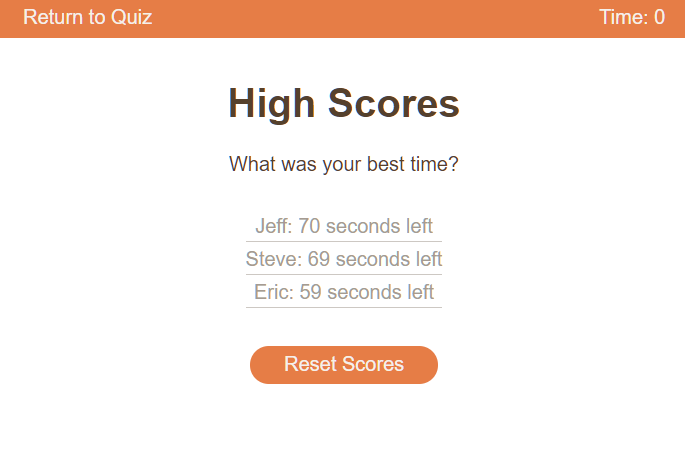 Return to Quiz
Time: 0
High Scores
What was your best time?
Jeff: 70 seconds left
Steve: 69 seconds left
Eric: 59 seconds left
Reset Scores